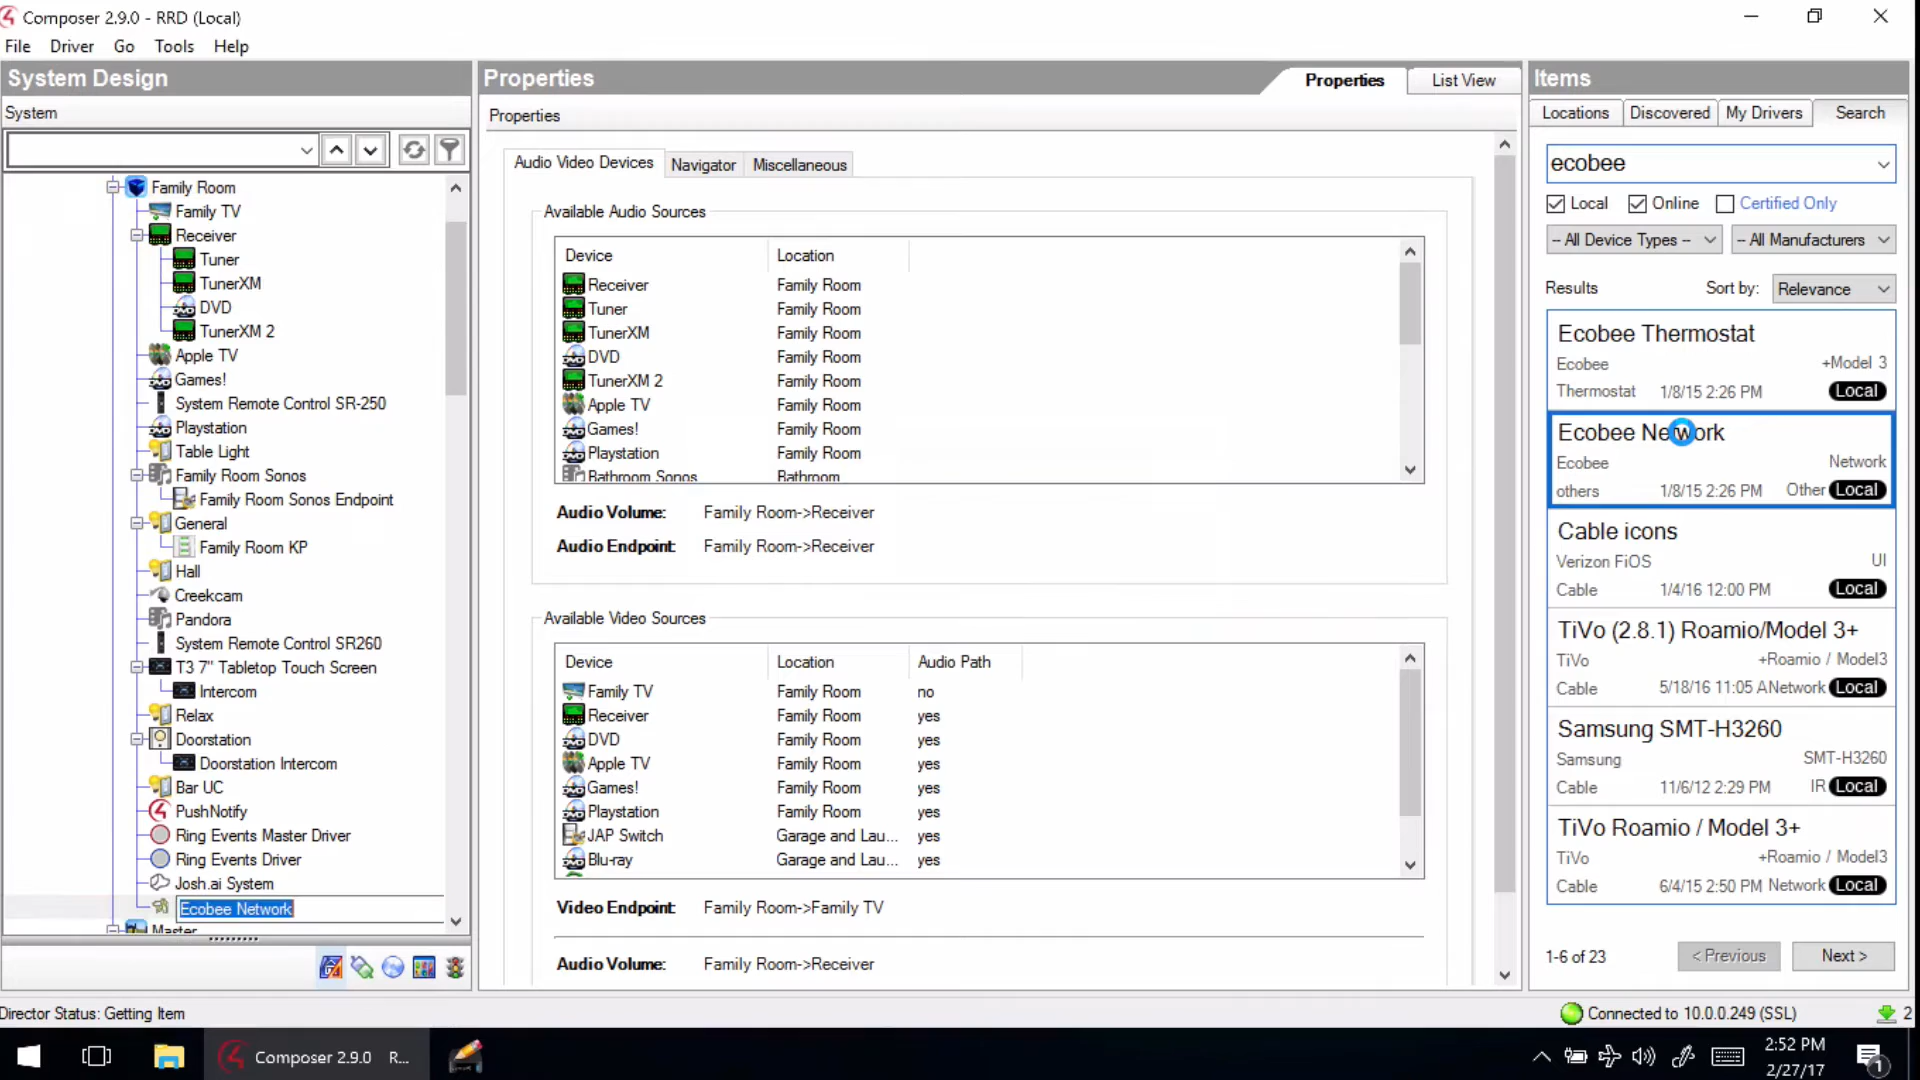 Composer 2.9.0 - RRD (Local)
File Driver Go Tools Help
System Design
System
Family Room
Family TV
Receiver
Tuner
TunerXM
DVD
TunerXM 2
Apple TV
Games!
System Remote Control SR-250
Playstation
Table Light
Family Room Sonos
Family Room Sonos Endpoint
General
Family Room KP
Hall
Creekcam
Pandora
System Remote Control SR260
T3 7" Tabletop Touch Screen
Intercom
Relax
Doorstation
Doorstation Intercom
Bar UC
PushNotify
Ring Events Master Driver
Ring Events Driver
Josh.ai System
Ecobee Network
Master
Properties
Properties List View
Properties
Audio Video Devices Navigator Miscellaneous
Available Audio Sources
Device Location
Receiver Family Room
Tuner Family Room
TunerXM Family Room
DVD Family Room
TunerXM 2 Family Room
Apple TV Family Room
Games! Family Room
Playstation Family Room
Bathroom Sonos Bathroom
Audio Volume: Family Room->Receiver
Audio Endpoint: Family Room->Receiver
Available Video Sources
Device Location Audio Path
Family TV Family Room no
Receiver Family Room yes
DVD Family Room yes
Apple TV Family Room yes
Games! Family Room yes
Playstation Family Room yes
JAP Switch Garage and Lau... yes
Blu-ray Garage and Lau... yes
Video Endpoint: Family Room->Family TV
Audio Volume: Family Room->Receiver
Items
Locations Discovered My Drivers Search
ecobee
Local Online Certified Only
-- All Device Types -- -- All Manufacturers
Results Sort by: Relevance
Ecobee Thermostat
Ecobee +Model 3
Thermostat 1/8/15 2:26 PM Local
Ecobee Network
Ecobee Network
others 1/8/15 2:26 PM Other Local
Cable icons
Verizon FiOS UI
Cable 1/4/16 12:00 PM Local
TiVo (2.8.1) Roamio/Model 3+
TiVo +Roamio / Model3
Cable 5/18/16 11:05 ANetwork Local
Samsung SMT-H3260
Samsung SMT-H3260
Cable 11/6/12 2:29 PM IR Local
TiVo Roamio / Model 3+
TiVo +Roamio / Model3
Cable 6/4/15 2:50 PM Network Local
1-6 of 23 < Previous Next >
Director Status: Getting Item
Connected to 10.0.0.249 (SSL) 2
Composer 2.9.0 R...
2:52 PM
2/27/17
1